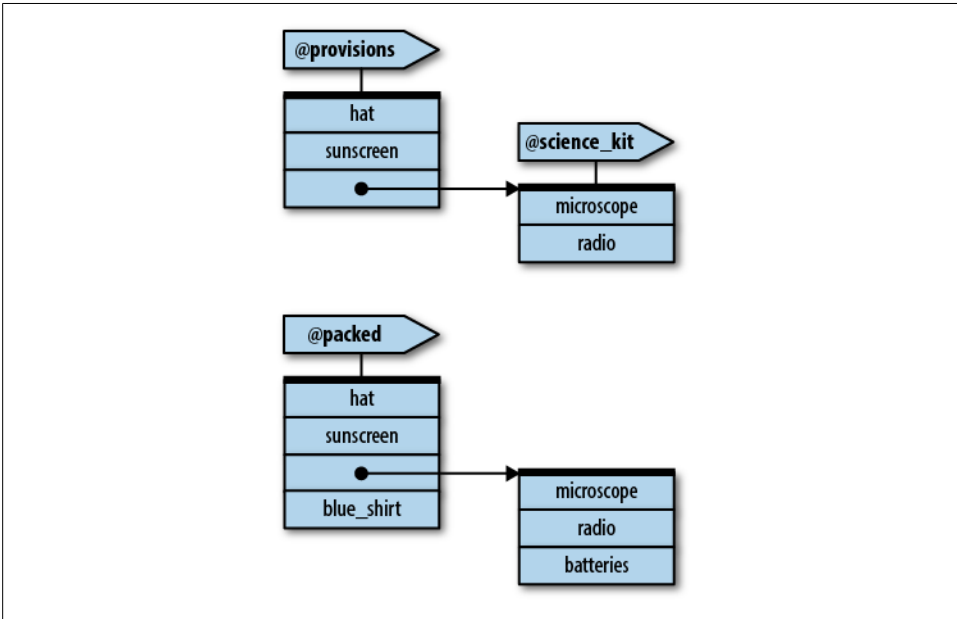 @provisions
hat
sunscreen
@science_kit
microscope
radio
@packed
hat
sunscreen
blue_shirt
microscope
radio
batteries